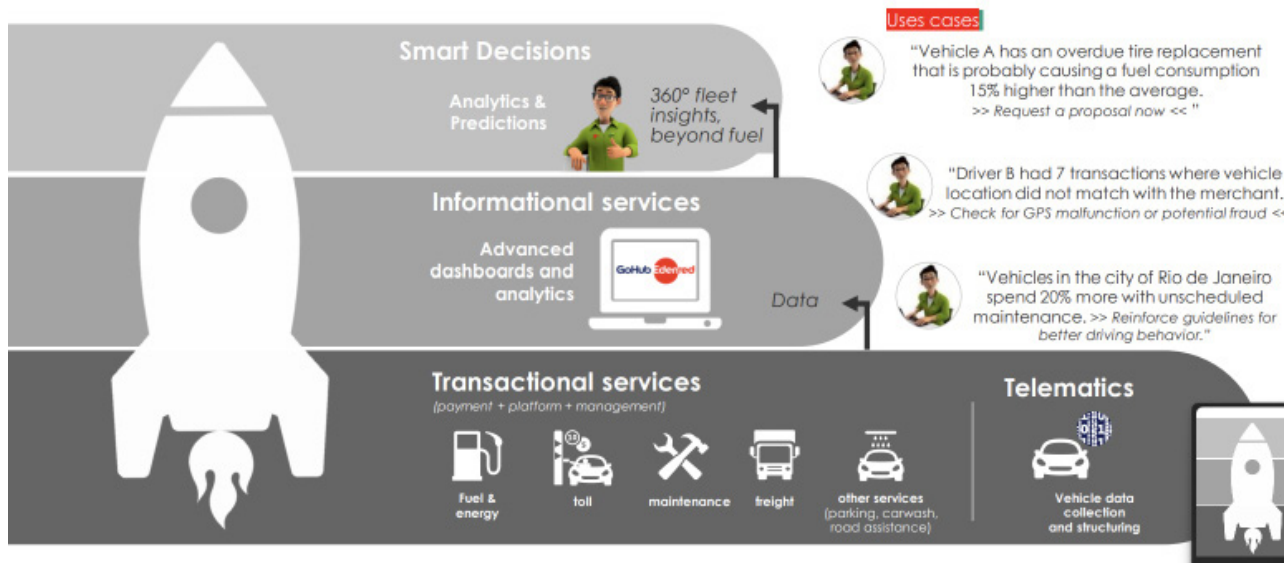 Smart Decisions
Analytics &
Predictions
360° fleet
insights,
beyond fuel
Informational services
Advanced
dashboards and
analytics
GoHub Edenred
Data
Transactional services
(payment + platform + management)
Fuel &
energy
toll
maintenance
freight
other services
(parking, carwash,
road assistance)
Telematics
Vehicle data
collection
and structuring
Uses cases
“Vehicle A has an overdue tire replacement
that is probably causing a fuel consumption
15% higher than the average.
>> Request a proposal now << ”
“Driver B had 7 transactions where vehicle
location did not match with the merchant.
>> Check for GPS malfunction or potential fraud <<
“Vehicles in the city of Rio de Janeiro
spend 20% more with unscheduled
maintenance. >> Reinforce guidelines for
better driving behavior.”